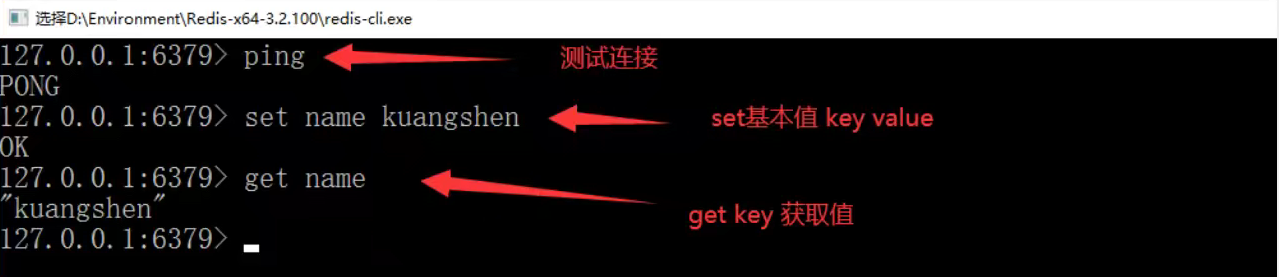 选择D:\Environment\Redis-x64-3.2.100\redis-cli.exe
127.0.0.1:6379> ping
测试连接
PONG
127.0.0.1:6379> set name kuangshen
set基本值 key value
OK
127.0.0.1:6379> get name
"kuangshen"
get key 获取值
127.0.0.1:6379>